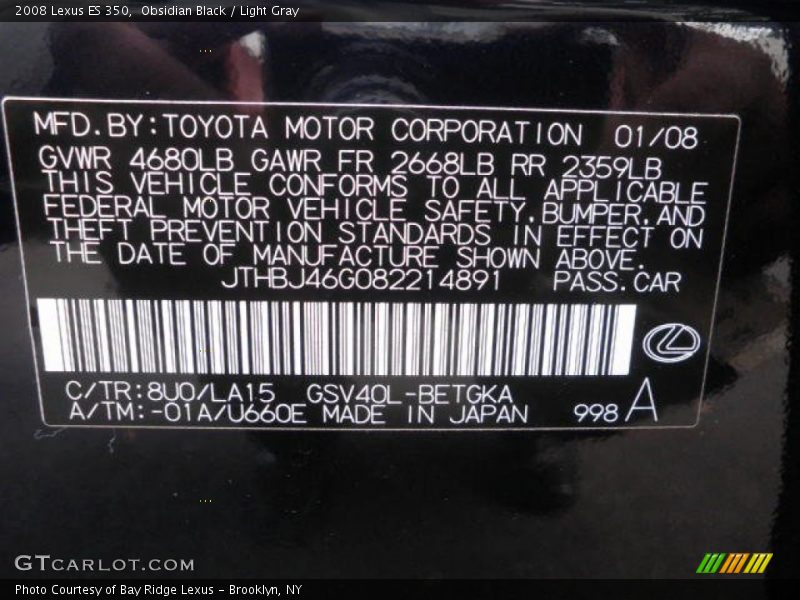 2008 Lexus ES 350,  Obsidian Black / Light Gray
MFD.BY:TOYOTA MOTOR CORPORATION 01/08
GVWR 4680LB GAWR FR 2668LB RR 2359LB
THIS VEHICLE CONFORMS TO ALL APPLICABLE
FEDERAL MOTOR VEHICLE SAFETY.BUMPER.AND
THEFT PREVENTION STANDARDS IN EFFECT ON
THE DATE OF MANUFACTURE SHOWN ABOVE.
JTHBJ46G082214891 PASS.CAR
C/TR:8U0/LA15 GSV40L-BETGKA
A/TM:-01A/U660E MADE IN JAPAN 998 A
GTCARLOT.COM
Photo Courtesy of Bay Ridge Lexus - Brooklyn, NY